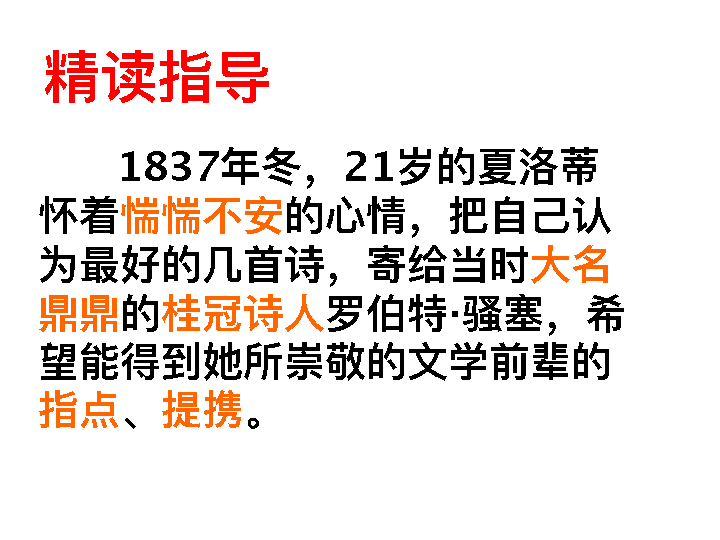 精读指导
1837年冬，21岁的夏洛蒂
怀着惴惴不安的心情，把自己认
为最好的几首诗，寄给当时大名
鼎鼎的桂冠诗人罗伯特·骚塞，希
望能得到她所崇敬的文学前辈的
指点、提携。